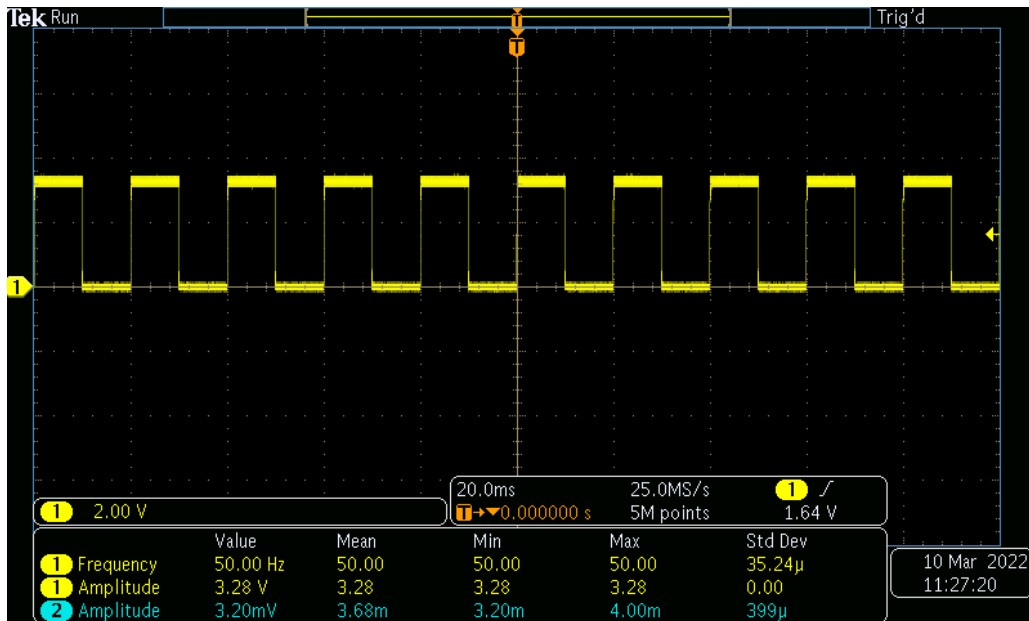 Tek Run Trig'd
T
T
1
20.0ms 25.0MS/s 1
1 2.00 V
T→▼0.000000 s 5M points 1.64 V
Value Mean Min Max Std Dev
1 Frequency 50.00 Hz 50.00 50.00 50.00 35.24µ
1 Amplitude 3.28 V 3.28 3.28 3.28 0.00
2 Amplitude 3.20mV 3.68m 3.20m 4.00m 399µ
10 Mar 2022
11:27:20